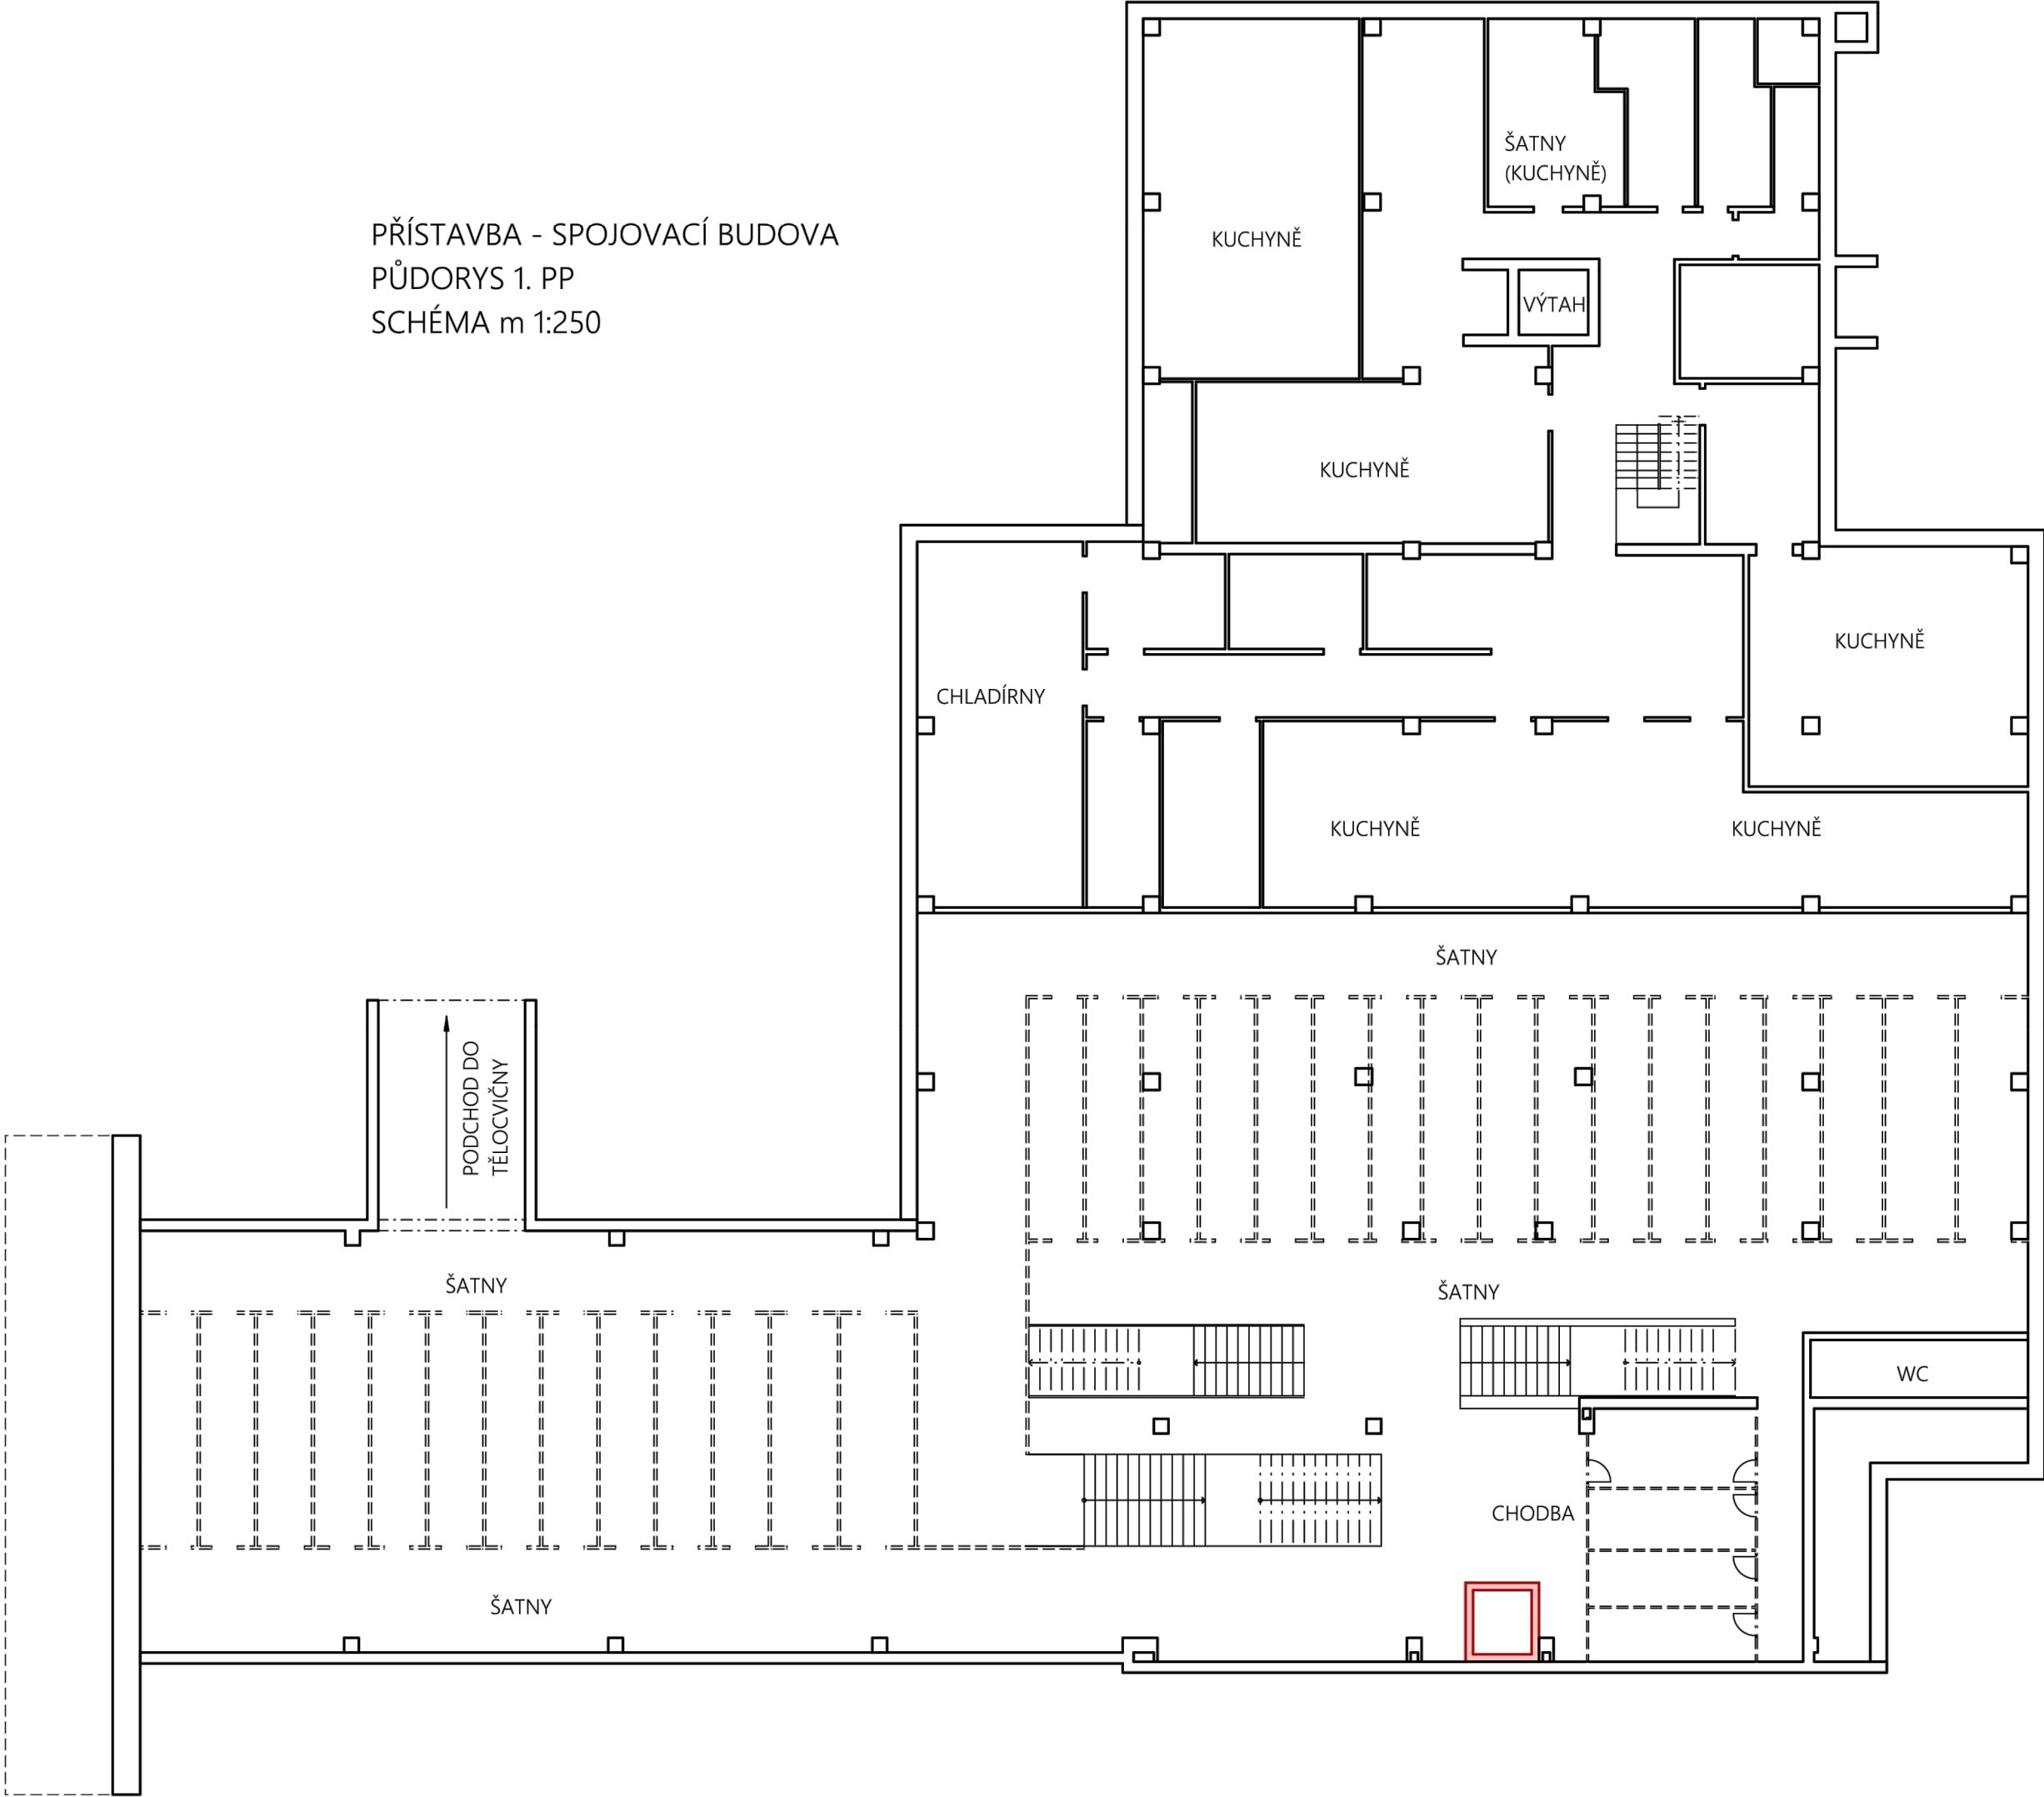 PŘÍSTAVBA - SPOJOVACÍ BUDOVA
PŮDORYS 1. PP
SCHÉMA m 1:250
ŠATNY
(KUCHYNĚ)
KUCHYNĚ
VÝTAH
KUCHYNĚ
KUCHYNĚ
CHLADÍRNY
KUCHYNĚ
KUCHYNĚ
ŠATNY
PODCHOD DO
TĚLOCVIČNY
ŠATNY
ŠATNY
WC
CHODBA
ŠATNY